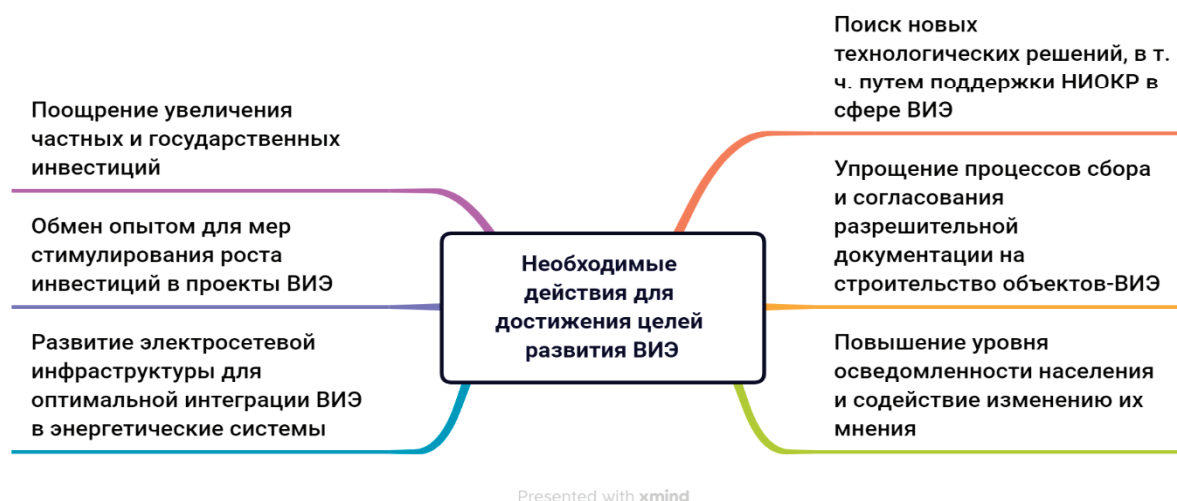 Поощрение увеличения
частных и государственных
инвестиций
Обмен опытом для мер
стимулирования роста
инвестиций в проекты ВИЭ
Развитие электросетевой
инфраструктуры для
оптимальной интеграции ВИЭ
в энергетические системы
Необходимые
действия для
достижения целей
развития ВИЭ
Поиск новых
технологических решений, в т.
ч. путем поддержки НИОКР в
сфере ВИЭ
Упрощение процессов сбора
и согласования
разрешительной
документации на
строительство объектов-ВИЭ
Повышение уровня
осведомленности населения
и содействие изменению их
мнения
Presented with xmind